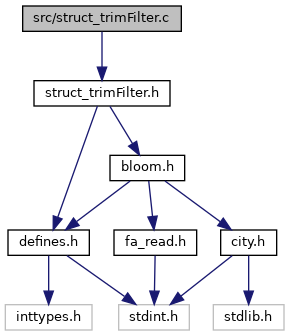 src/struct_trimFilter.c
struct_trimFilter.h
bloom.h
defines.h
fa_read.h
city.h
inttypes.h
stdint.h
stdlib.h